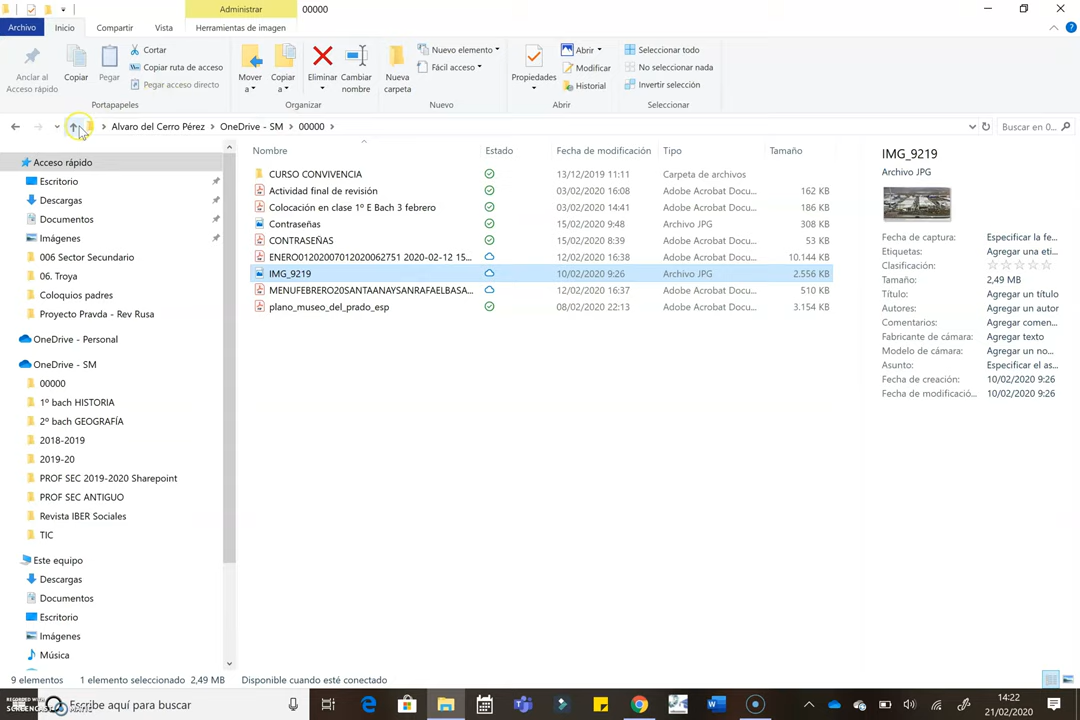 Administrar
00000
Archivo
Inicio
Compartir
Vista
Herramientas de imagen
Anclar al
Acceso rápido
Copiar
Pegar
Cortar
Copiar ruta de acceso
Pegar acceso directo
Portapapeles
Mover
a
Copiar
a
Eliminar
Cambiar
nombre
Organizar
Nueva
carpeta
Nuevo elemento
Fácil acceso
Nuevo
Propiedades
Abrir
Modificar
Historial
Abrir
Seleccionar todo
No seleccionar nada
Invertir selección
Seleccionar
Alvaro del Cerro Pérez
OneDrive - SM
00000
Buscar en 0...
Acceso rápido
Escritorio
Descargas
Documentos
Imágenes
006 Sector Secundario
06. Troya
Coloquios padres
Proyecto Pravda - Rev Rusa
OneDrive - Personal
OneDrive - SM
00000
1º bach HISTORIA
2º bach GEOGRAFÍA
2018-2019
2019-20
PROF SEC 2019-2020 Sharepoint
PROF SEC ANTIGUO
Revista IBER Sociales
TIC
Este equipo
Descargas
Documentos
Escritorio
Imágenes
Música
Nombre Estado Fecha de modificación Tipo Tamaño
CURSO CONVIVENCIA 13/12/2019 11:11 Carpeta de archivos
Actividad final de revisión 03/02/2020 16:08 Adobe Acrobat Docu... 162 KB
Colocación en clase 1º E Bach 3 febrero 03/02/2020 14:41 Adobe Acrobat Docu... 186 KB
Contraseñas 15/02/2020 9:48 Archivo JPG 308 KB
CONTRASEÑAS 15/02/2020 8:39 Adobe Acrobat Docu... 53 KB
ENERO012020070120200627​51 2020-02-12 15... 12/02/2020 16:38 Adobe Acrobat Docu... 10.144 KB
IMG_9219 10/02/2020 9:26 Archivo JPG 2.556 KB
MENUFEBRERO20SANTAANAYSANRAFAELBASA... 12/02/2020 16:37 Adobe Acrobat Docu... 510 KB
plano_museo_del_prado_esp 08/02/2020 22:13 Adobe Acrobat Docu... 3.154 KB
IMG_9219
Archivo JPG
Fecha de captura: Especificar la fe...
Etiquetas: Agregar una eti...
Clasificación:
Tamaño: 2,49 MB
Título: Agregar un título
Autores: Agregar un autor
Comentarios: Agregar comen...
Fabricante de cámara: Agregar texto
Modelo de cámara: Agregar un no...
Asunto: Especificar el as...
Fecha de creación: 10/02/2020 9:26
Fecha de modificació... 10/02/2020 9:26
9 elementos 1 elemento seleccionado 2,49 MB Disponible cuando esté conectado
RECORDED WITH
Escribe aquí para buscar
14:22
21/02/2020